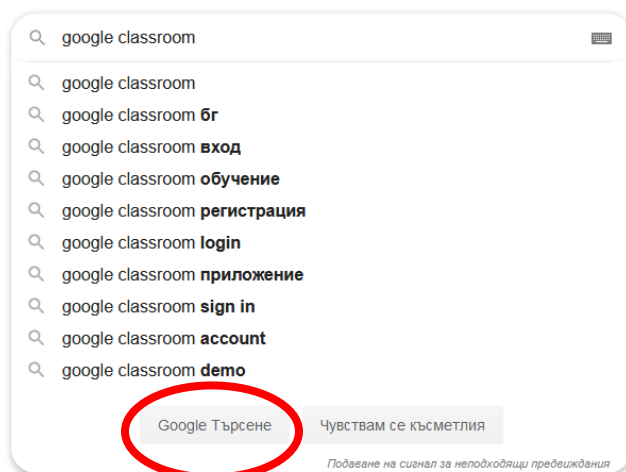 google classroom
google classroom
google classroom бг
google classroom вход
google classroom обучение
google classroom регистрация
google classroom login
google classroom приложение
google classroom sign in
google classroom account
google classroom demo
Google Търсене Чувствам се късметлия
Подаване на сигнал за неподходящи предвиждания